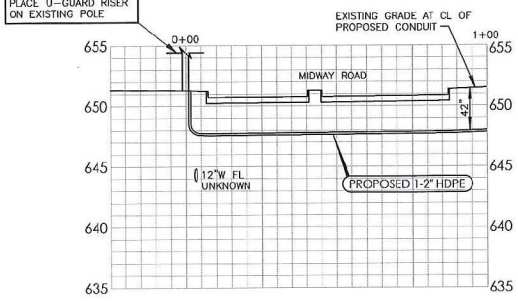 PLACE U-GUARD RISER
ON EXISTING POLE
0+00
EXISTING GRADE AT CL OF
PROPOSED CONDUIT
1+00
655
655
MIDWAY ROAD
650
650
42"
645
645
12"W FL
UNKNOWN
PROPOSED 1-2" HDPE
640
640
635
635